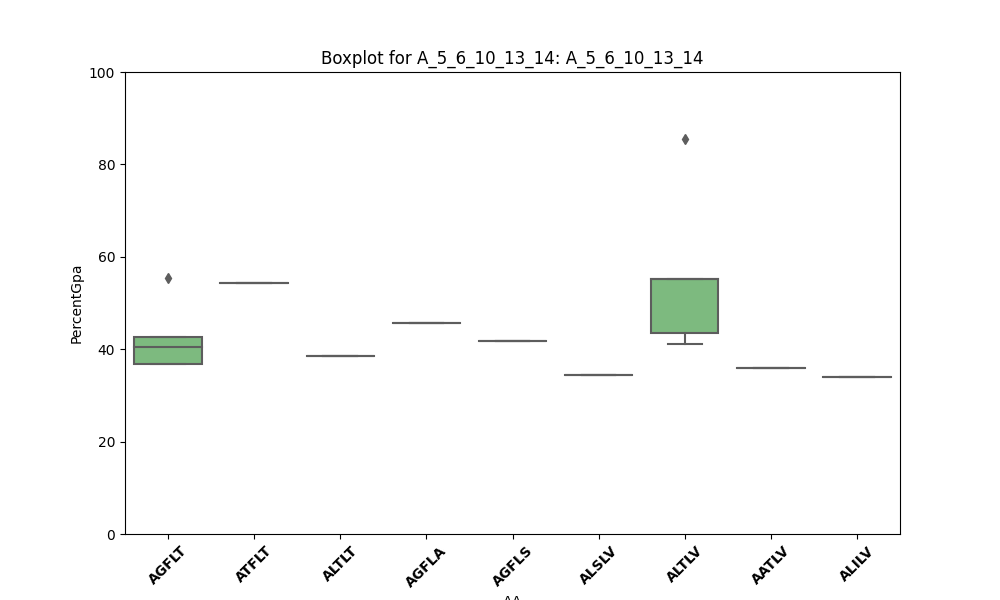 Boxplot for A_5_6_10_13_14: A_5_6_10_13_14
100
80
60
40
20
0
PercentGpa
AGFLT
ATFLT
ALTLT
AGFLA
AGFLS
ALSLV
ALTLV
AATLV
ALILV